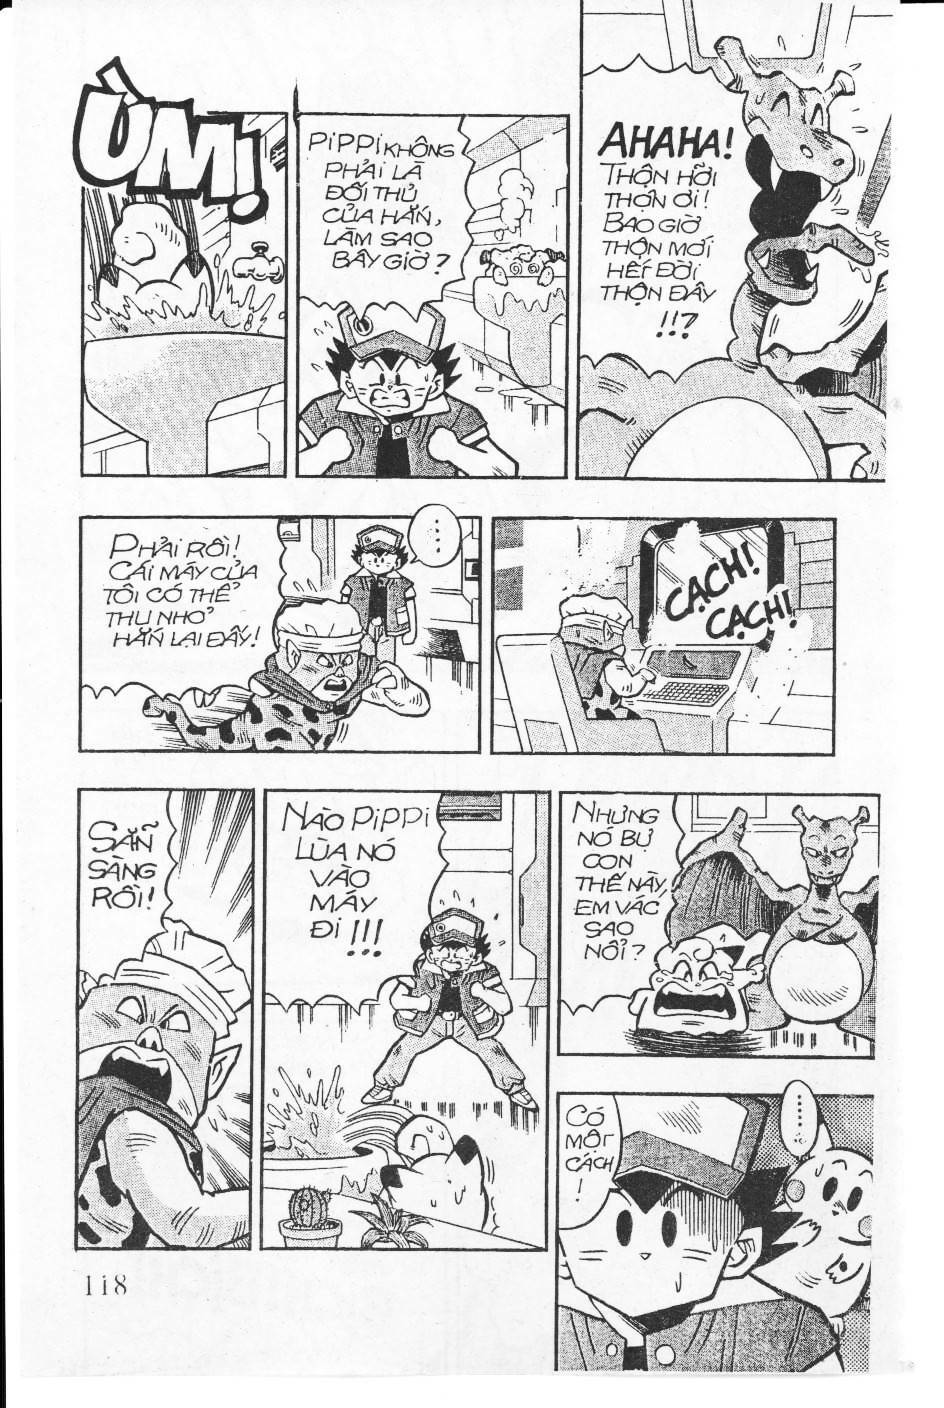 ÙM!
PIPPI KHÔNG
PHẢI LÀ
ĐỐI THỦ
CỦA HẮN,
LÀM SAO
BÂY GIỜ?
AHAHA!
THỘN HỠI
THỘN ƠI!
BAO GIỜ
THỘN MỚI
HẾT ĐỜI
THỘN ĐÂY
!!?
PHẢI RỒI!
CÁI MÁY CỦA
TÔI CÓ THỂ
THU NHỎ
HẮN LẠI ĐẤY!
....
CẠCH!
CẠCH!
SẴN
SÀNG
RỒI!
NÀO PIPPI
LÙA NÓ
VÀO
MÁY
ĐI!!!
NHƯNG
NÓ BỰ
CON
THẾ NÀY,
EM VÁC
SAO
NỔI?
CÓ
MỘT
CÁCH
!
......
118